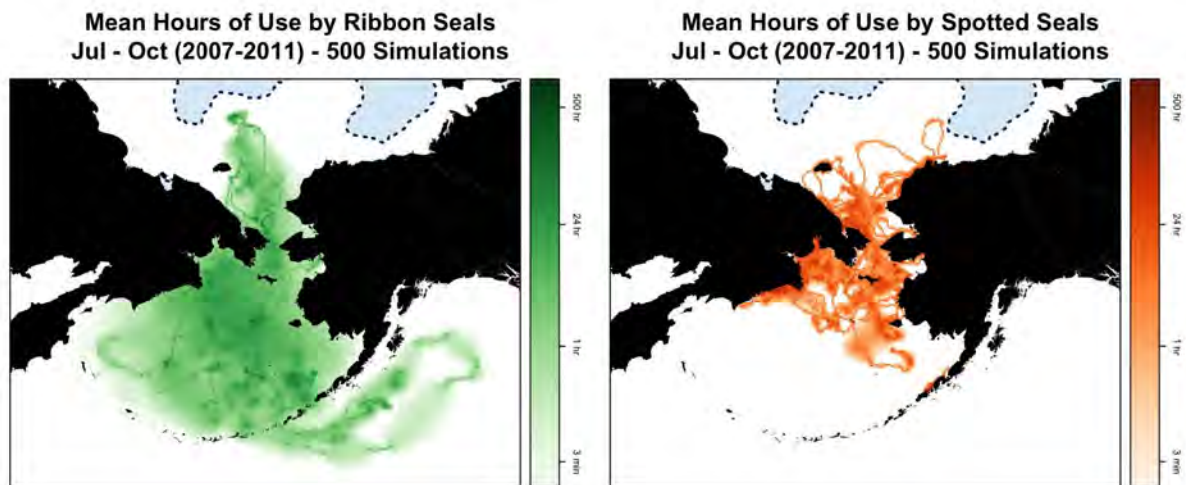 Mean Hours of Use by Ribbon Seals
Jul - Oct (2007-2011) - 500 Simulations
500 hr
24 hr
1 hr
3 min
Mean Hours of Use by Spotted Seals
Jul - Oct (2007-2011) - 500 Simulations
500 hr
24 hr
1 hr
3 min